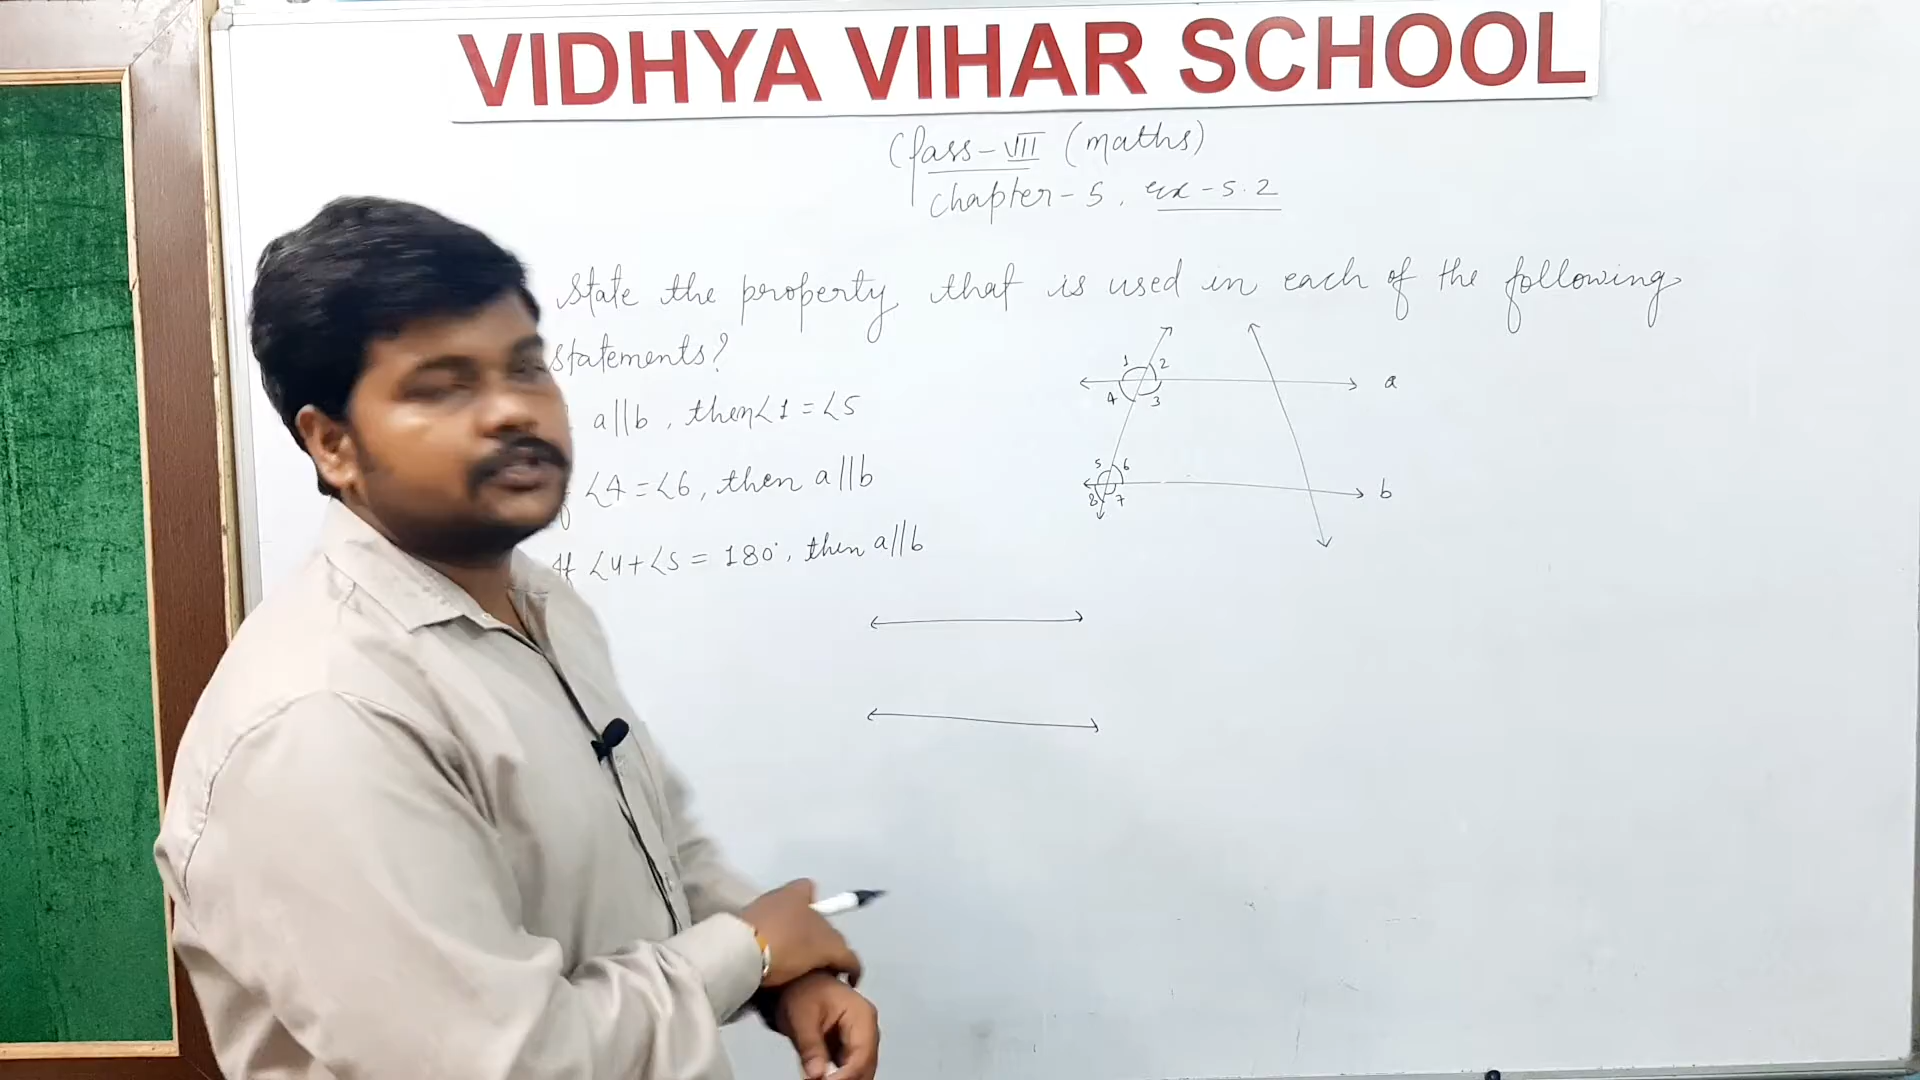 VIDHYA VIHAR SCHOOL
Class-VII (maths)
chapter-5, ex-5.2
State the property that is used in each of the following
statements?
a||b, then ∠1 = ∠5
∠4 = ∠6, then a||b
If ∠4 + ∠5 = 180°, then a||b
1 2
4 3
a
5 6
8 7
b